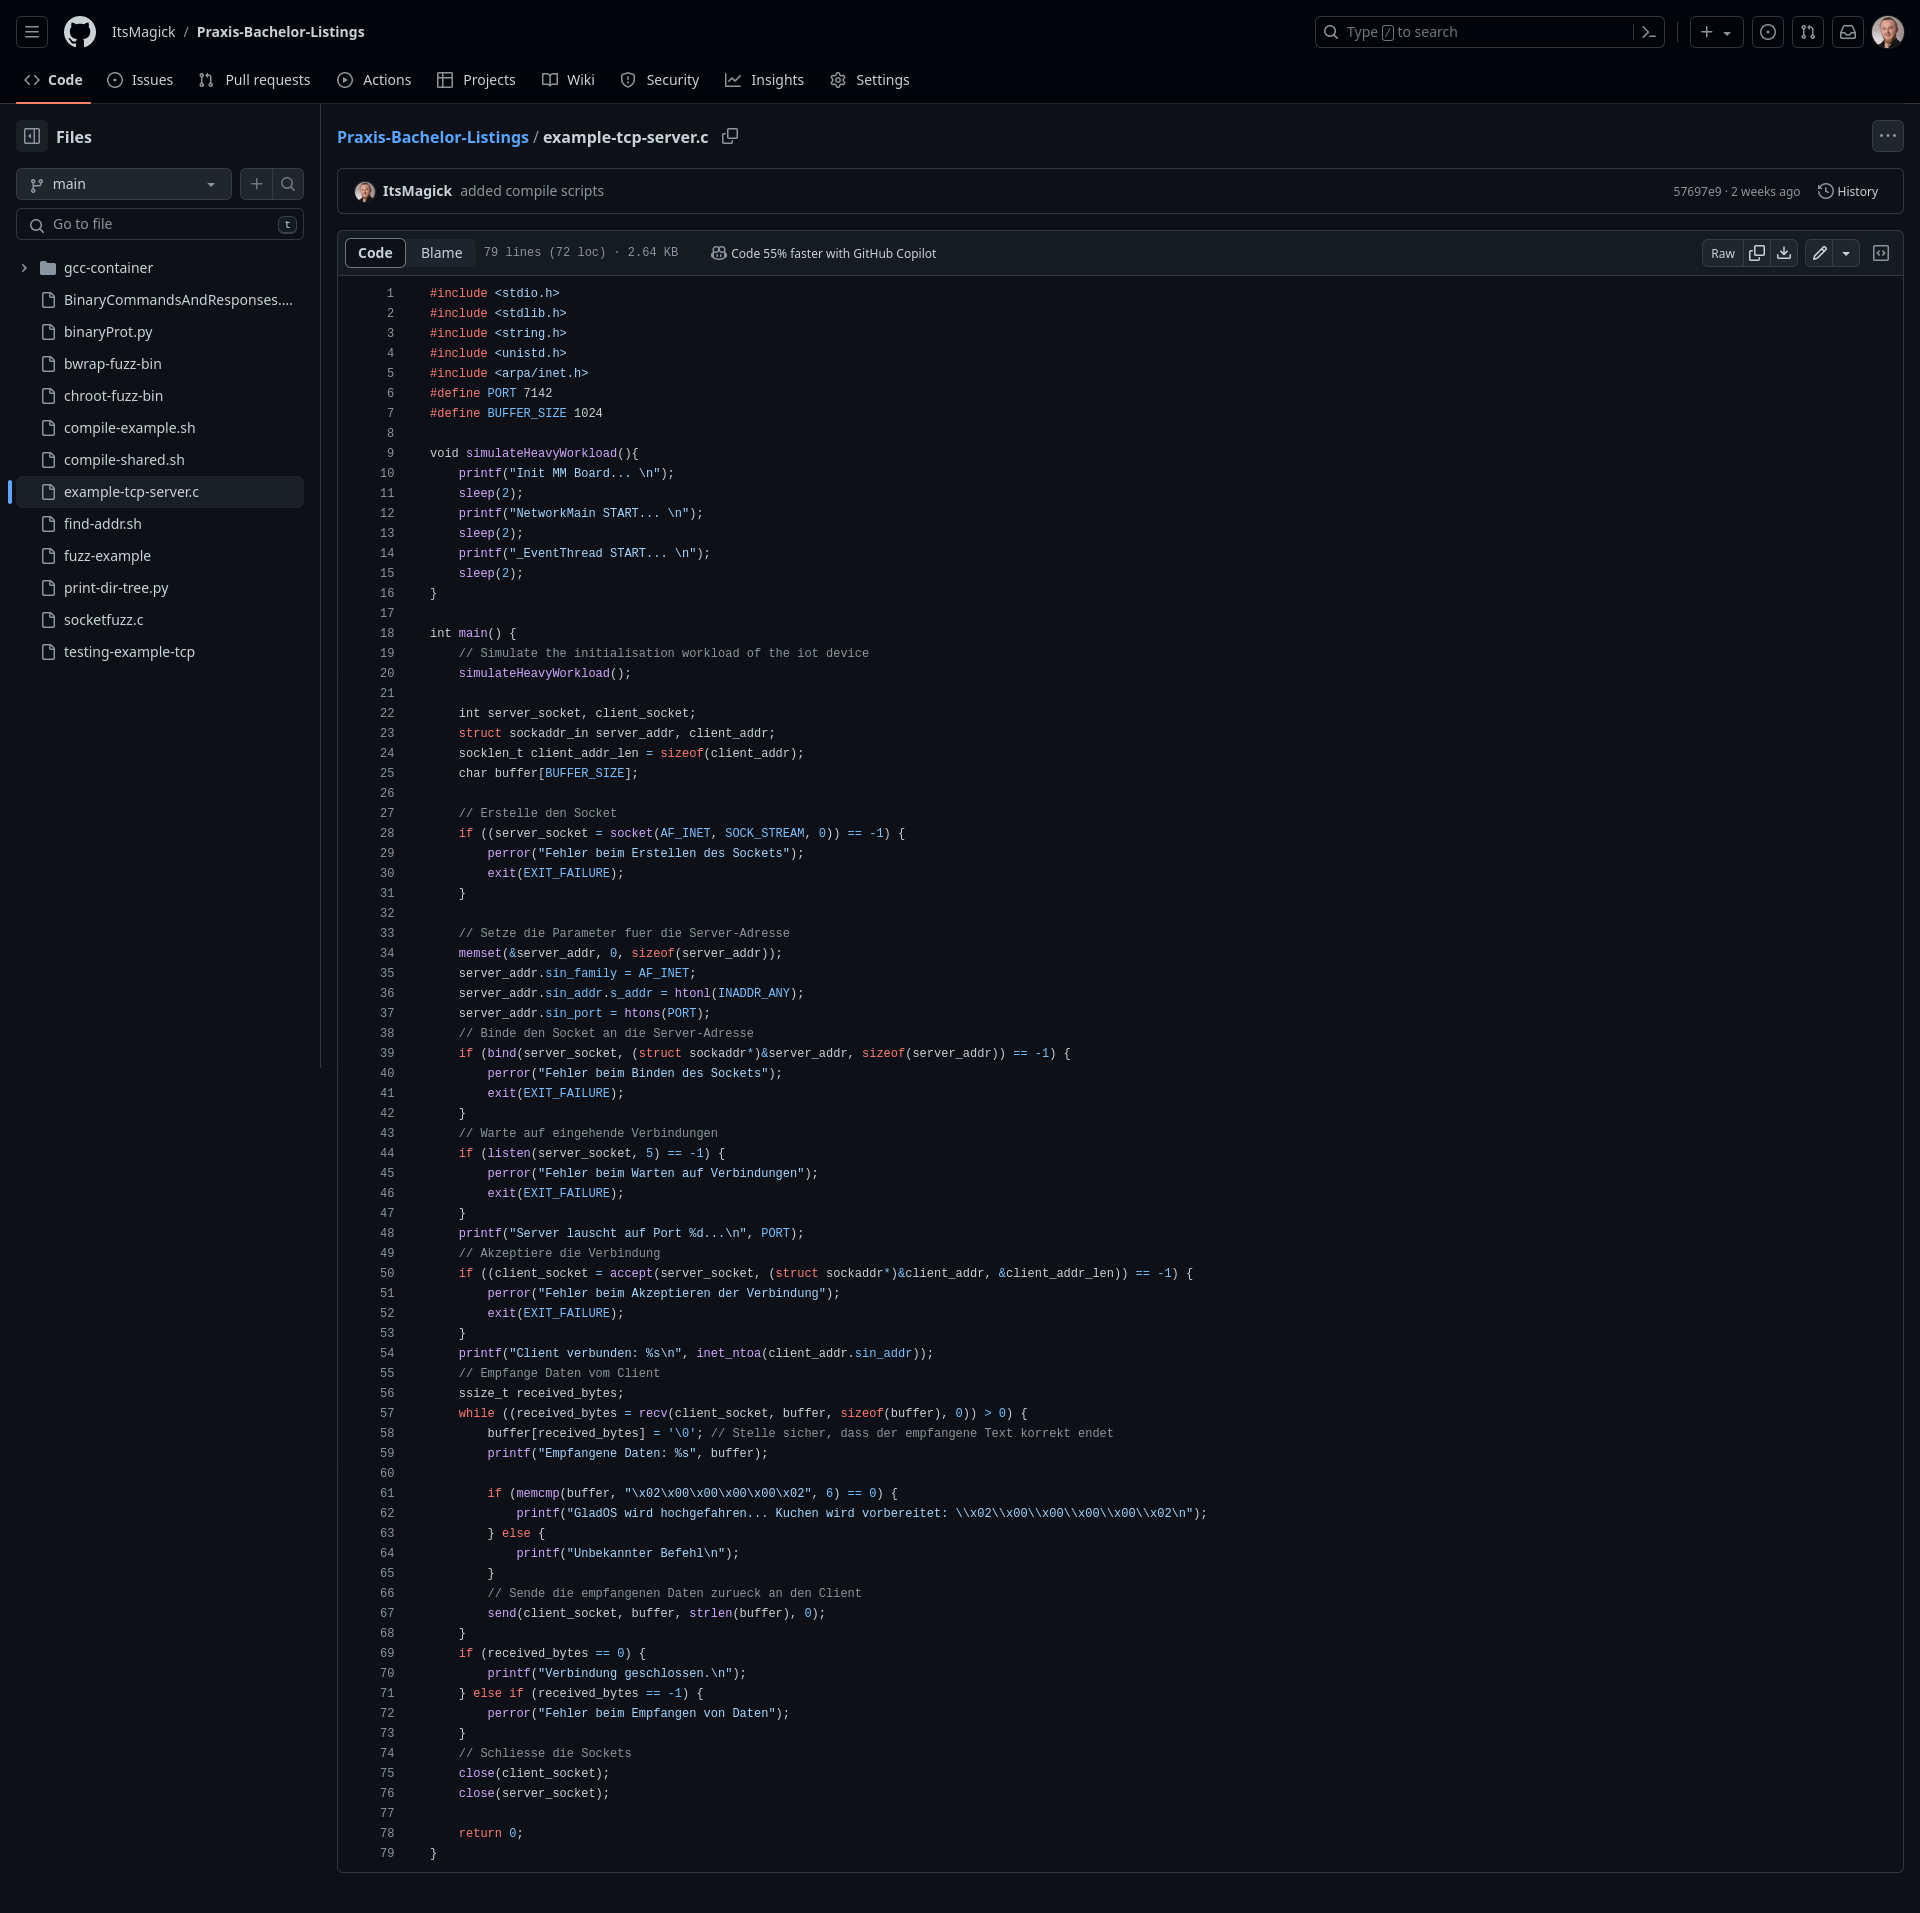 ItsMagick / Praxis-Bachelor-Listings
Type / to search
Code
Issues
Pull requests
Actions
Projects
Wiki
Security
Insights
Settings
Files
main
Go to file
t
gcc-container
BinaryCommandsAndResponses....
binaryProt.py
bwrap-fuzz-bin
chroot-fuzz-bin
compile-example.sh
compile-shared.sh
example-tcp-server.c
find-addr.sh
fuzz-example
print-dir-tree.py
socketfuzz.c
testing-example-tcp
Praxis-Bachelor-Listings / example-tcp-server.c
ItsMagick added compile scripts
57697e9 · 2 weeks ago
History
Code
Blame
79 lines (72 loc) · 2.64 KB
Code 55% faster with GitHub Copilot
Raw
1 #include <stdio.h>
2 #include <stdlib.h>
3 #include <string.h>
4 #include <unistd.h>
5 #include <arpa/inet.h>
6 #define PORT 7142
7 #define BUFFER_SIZE 1024
8
9 void simulateHeavyWorkload(){
10     printf("Init MM Board... \n");
11     sleep(2);
12     printf("NetworkMain START... \n");
13     sleep(2);
14     printf("_EventThread START... \n");
15     sleep(2);
16 }
17
18 int main() {
19     // Simulate the initialisation workload of the iot device
20     simulateHeavyWorkload();
21
22     int server_socket, client_socket;
23     struct sockaddr_in server_addr, client_addr;
24     socklen_t client_addr_len = sizeof(client_addr);
25     char buffer[BUFFER_SIZE];
26
27     // Erstelle den Socket
28     if ((server_socket = socket(AF_INET, SOCK_STREAM, 0)) == -1) {
29         perror("Fehler beim Erstellen des Sockets");
30         exit(EXIT_FAILURE);
31     }
32
33     // Setze die Parameter fuer die Server-Adresse
34     memset(&server_addr, 0, sizeof(server_addr));
35     server_addr.sin_family = AF_INET;
36     server_addr.sin_addr.s_addr = htonl(INADDR_ANY);
37     server_addr.sin_port = htons(PORT);
38     // Binde den Socket an die Server-Adresse
39     if (bind(server_socket, (struct sockaddr*)&server_addr, sizeof(server_addr)) == -1) {
40         perror("Fehler beim Binden des Sockets");
41         exit(EXIT_FAILURE);
42     }
43     // Warte auf eingehende Verbindungen
44     if (listen(server_socket, 5) == -1) {
45         perror("Fehler beim Warten auf Verbindungen");
46         exit(EXIT_FAILURE);
47     }
48     printf("Server lauscht auf Port %d...\n", PORT);
49     // Akzeptiere die Verbindung
50     if ((client_socket = accept(server_socket, (struct sockaddr*)&client_addr, &client_addr_len)) == -1) {
51         perror("Fehler beim Akzeptieren der Verbindung");
52         exit(EXIT_FAILURE);
53     }
54     printf("Client verbunden: %s\n", inet_ntoa(client_addr.sin_addr));
55     // Empfange Daten vom Client
56     ssize_t received_bytes;
57     while ((received_bytes = recv(client_socket, buffer, sizeof(buffer), 0)) > 0) {
58         buffer[received_bytes] = '\0'; // Stelle sicher, dass der empfangene Text korrekt endet
59         printf("Empfangene Daten: %s", buffer);
60
61         if (memcmp(buffer, "\x02\x00\x00\x00\x00\x02", 6) == 0) {
62             printf("GladOS wird hochgefahren... Kuchen wird vorbereitet: \\x02\\x00\\x00\\x00\\x00\\x02\n");
63         } else {
64             printf("Unbekannter Befehl\n");
65         }
66         // Sende die empfangenen Daten zurueck an den Client
67         send(client_socket, buffer, strlen(buffer), 0);
68     }
69     if (received_bytes == 0) {
70         printf("Verbindung geschlossen.\n");
71     } else if (received_bytes == -1) {
72         perror("Fehler beim Empfangen von Daten");
73     }
74     // Schliesse die Sockets
75     close(client_socket);
76     close(server_socket);
77
78     return 0;
79 }